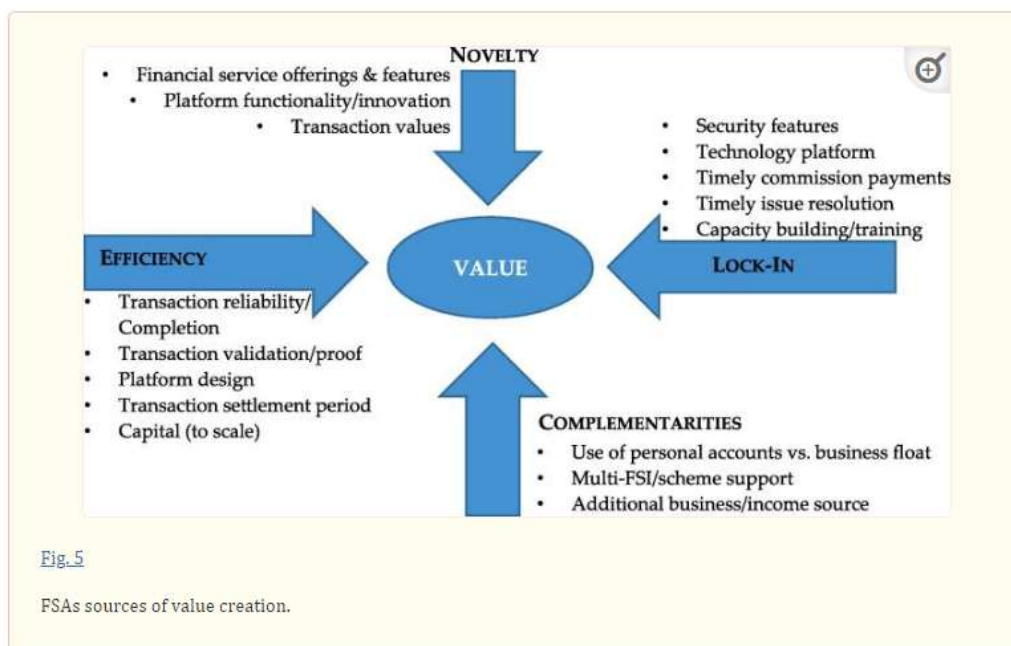 NOVELTY
• Financial service offerings & features
• Platform functionality/innovation
• Transaction values
• Security features
• Technology platform
• Timely commission payments
• Timely issue resolution
• Capacity building/training
EFFICIENCY
VALUE
LOCK-IN
• Transaction reliability/
Completion
• Transaction validation/proof
• Platform design
• Transaction settlement period
• Capital (to scale)
COMPLEMENTARITIES
• Use of personal accounts vs. business float
• Multi-FSI/scheme support
• Additional business/income source
Fig. 5
FSAs sources of value creation.